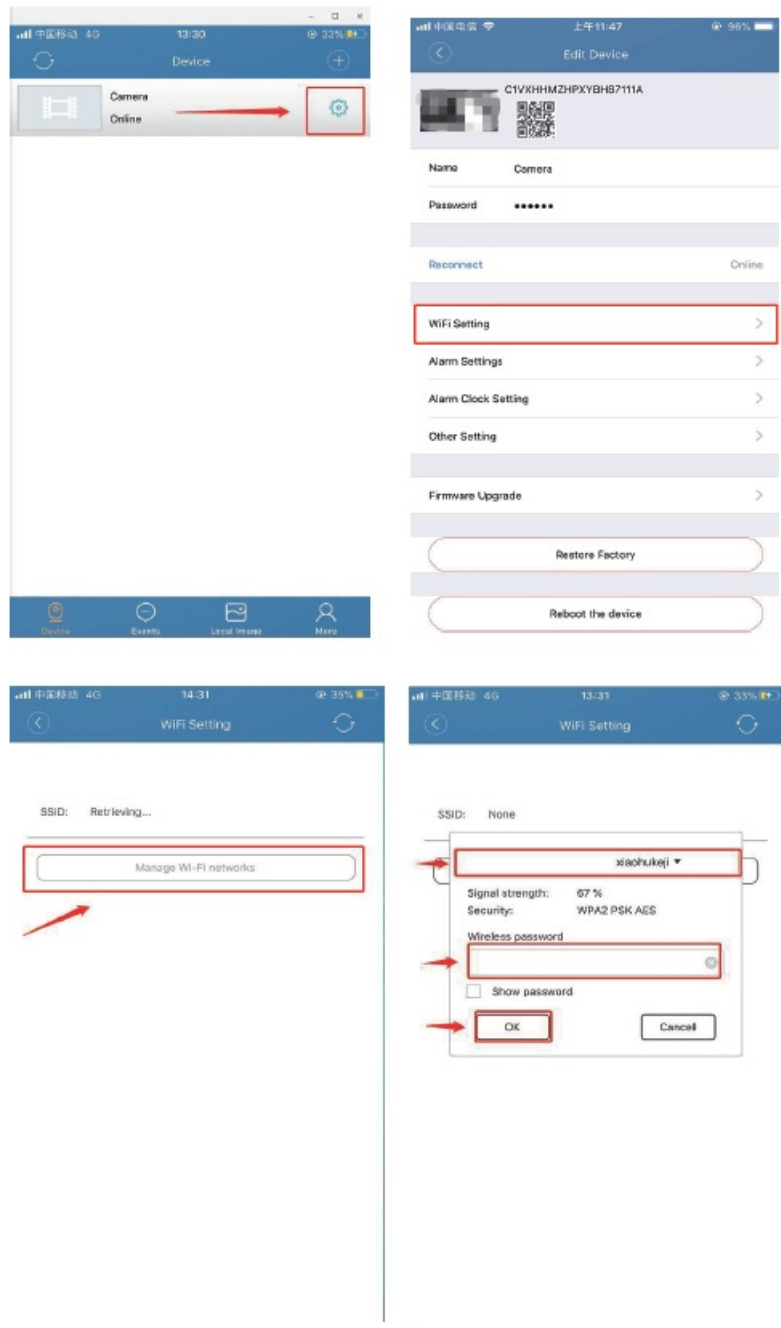 中国移动 4G 13:30 33%
Device
Camera
Online
Device Events Local Image More
中国电信 上午11:47 96%
Edit Device
C1VXHHMZHPXYBH87111A
Name Camera
Password ••••••
Reconnect Online
WiFi Setting
Alarm Settings
Alarm Clock Setting
Other Setting
Firmware Upgrade
Restore Factory
Reboot the device
中国移动 4G 14:31 35%
WiFi Setting
SSID: Retrieving...
Manage Wi-Fi networks
中国移动 4G 13:31 33%
WiFi Setting
SSID: None
xiaohukeji
Signal strength: 67 %
Security: WPA2 PSK AES
Wireless password
Show password
OK Cancel